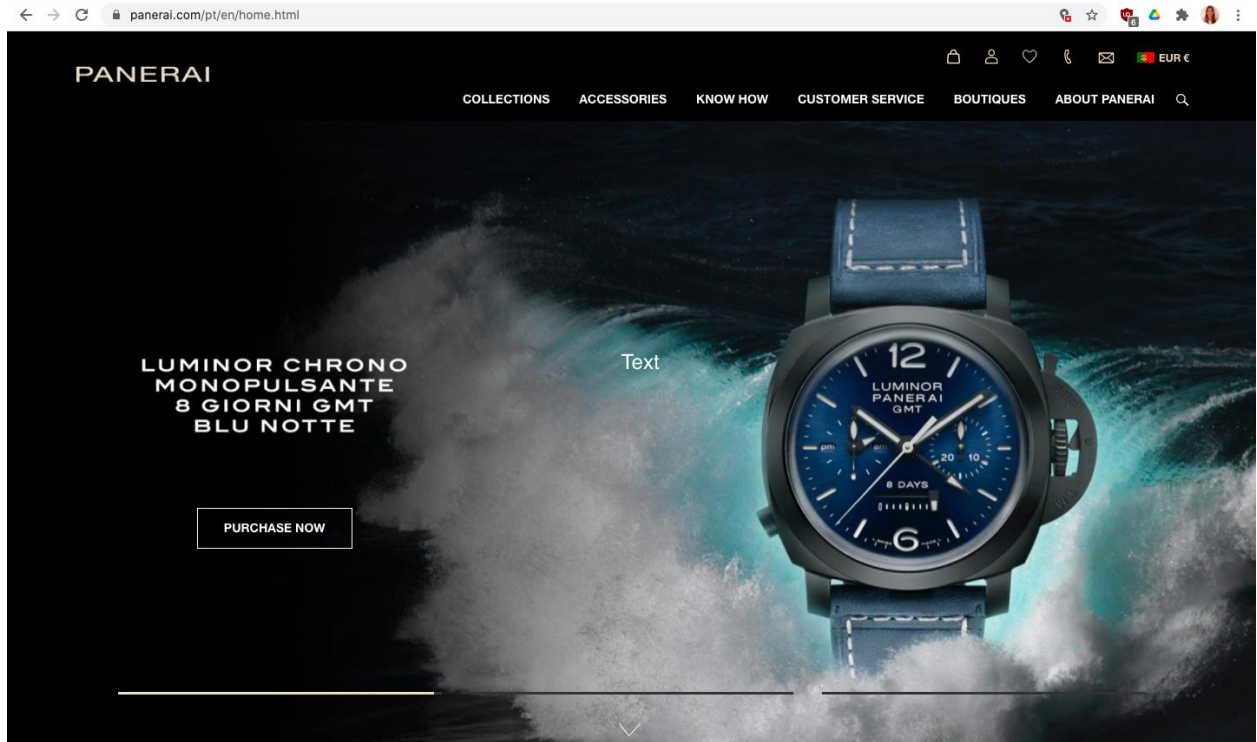 panerai.com/pt/en/home.html
6
PANERAI
EUR €
COLLECTIONS ACCESSORIES KNOW HOW CUSTOMER SERVICE BOUTIQUES ABOUT PANERAI
LUMINOR CHRONO
MONOPULSANTE
8 GIORNI GMT
BLU NOTTE
PURCHASE NOW
Text
12
LUMINOR
PANERAI
GMT
pm am 20 10
8 DAYS
6